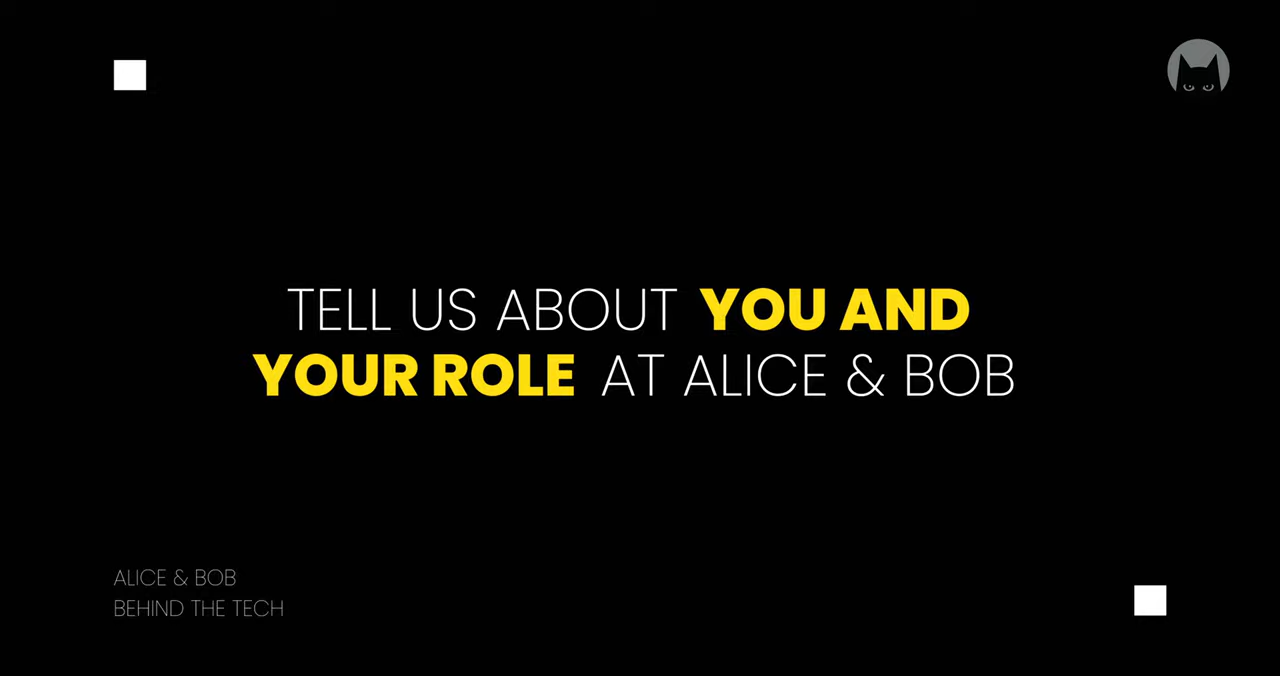 TELL US ABOUT YOU AND
YOUR ROLE AT ALICE & BOB
ALICE & BOB
BEHIND THE TECH